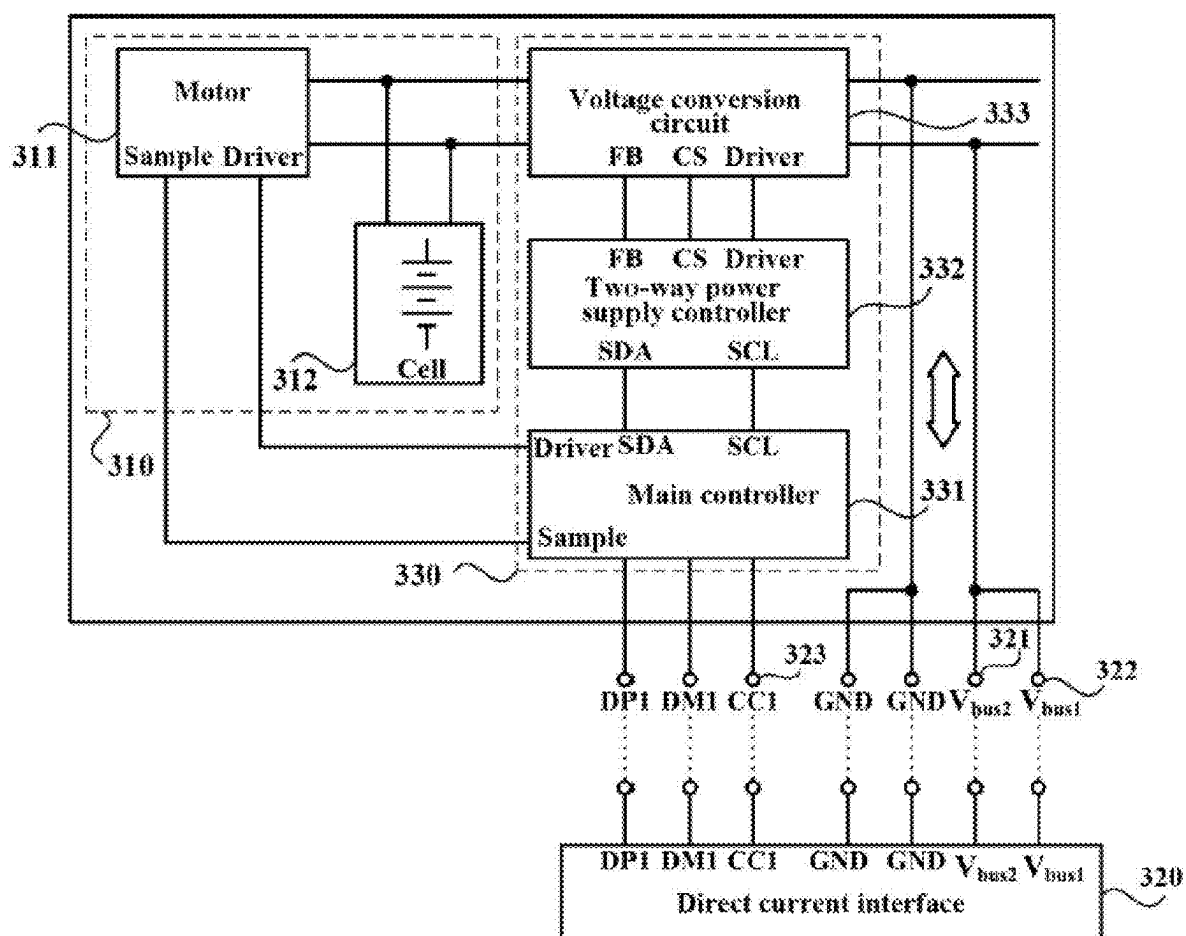 Motor
Sample Driver
311
Voltage conversion
circuit
FB CS Driver
333
FB CS Driver
Two-way power
supply controller
SDA SCL
332
312
Cell
310
Driver SDA SCL
Main controller
Sample
331
330
323
321
322
DP1 DM1 CC1 GND GND Vbus2 Vbus1
DP1 DM1 CC1 GND GND Vbus2 Vbus1
Direct current interface
320